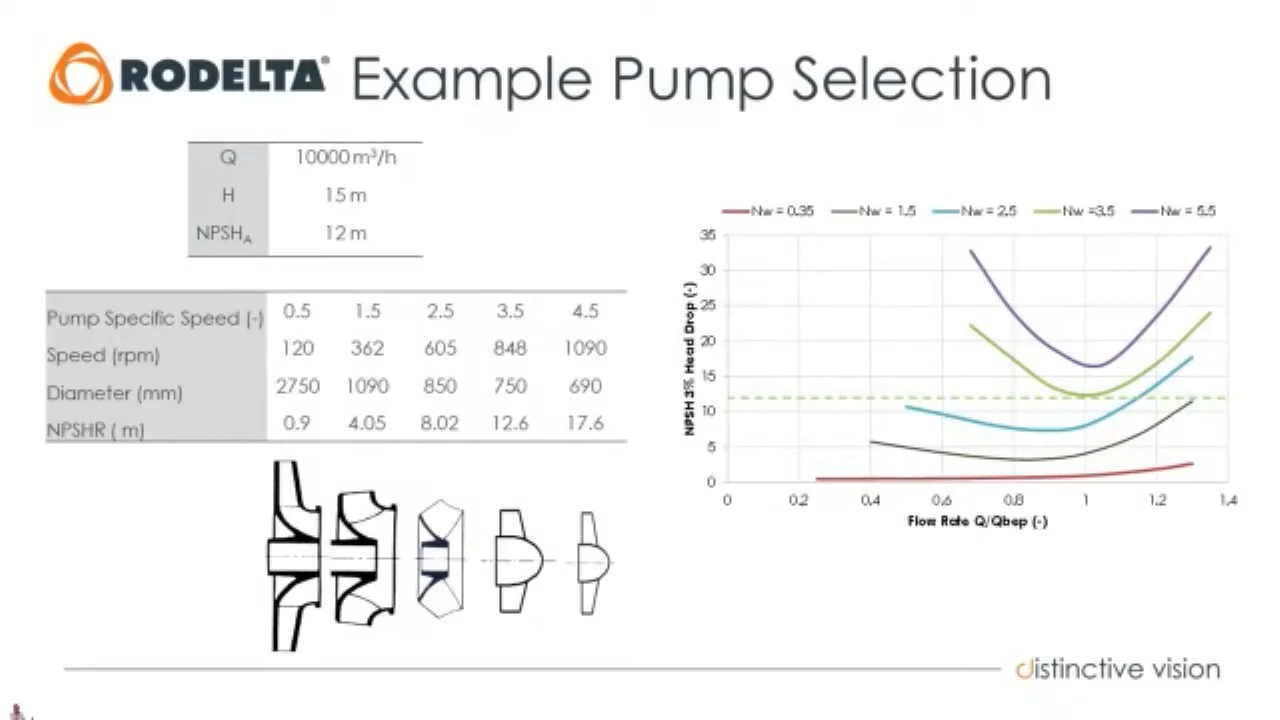 RODELTA® Example Pump Selection
Q 10000 m³/h
H 15 m
NPSHA 12 m
Pump Specific Speed (-) 0.5 1.5 2.5 3.5 4.5
Speed (rpm) 120 362 605 848 1090
Diameter (mm) 2750 1090 850 750 690
NPSHR ( m) 0.9 4.05 8.02 12.6 17.6
Nw = 0.35 Nw = 1.5 Nw = 2.5 Nw =3.5 Nw = 5.5
NPSH 3% Head Drop (-)
35
30
25
20
15
10
5
0
0 0.2 0.4 0.6 0.8 1 1.2 1.4
Flow Rate Q/Qbep (-)
distinctive vision